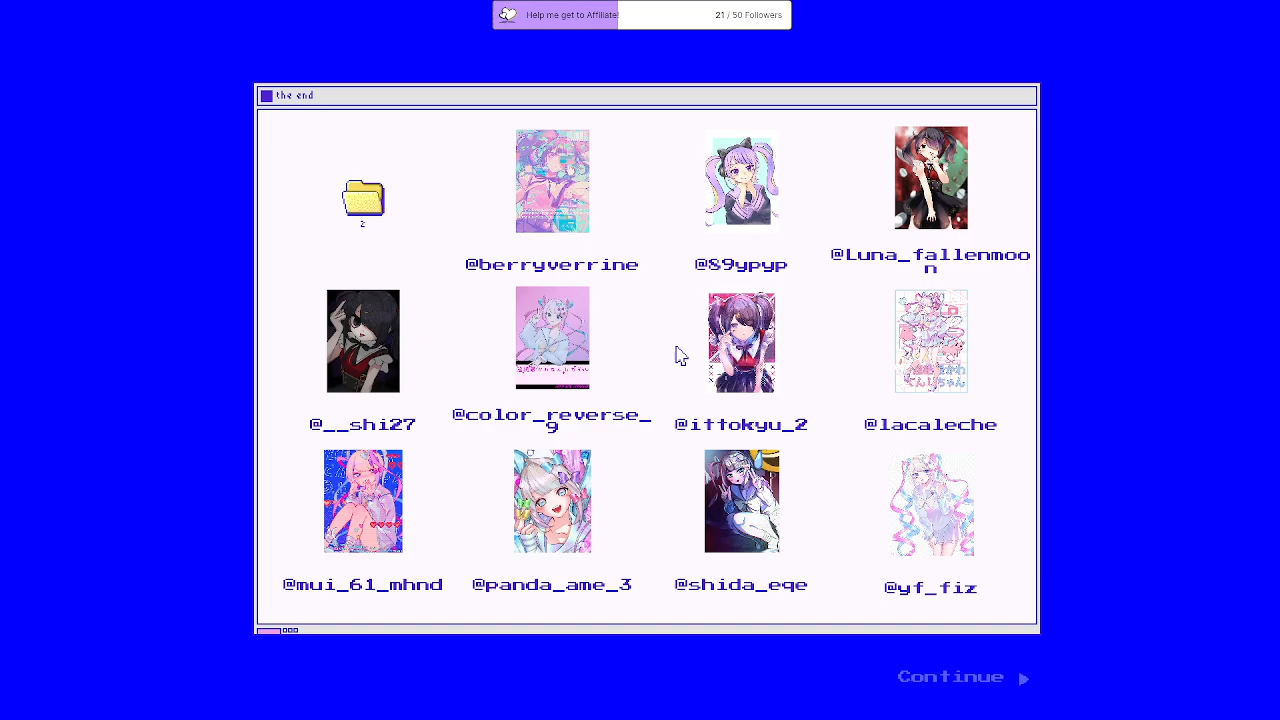 Help me get to Affiliate!
21 / 50 Followers
the end
2
@berryverrine
@89ypyp
@Luna_fallenmoo
n
@__shi27
@color_reverse_
9
@ittokyu_2
@lacaleche
@mui_61_mhnd
@panda_ame_3
@shida_eqe
@yf_fiz
Continue